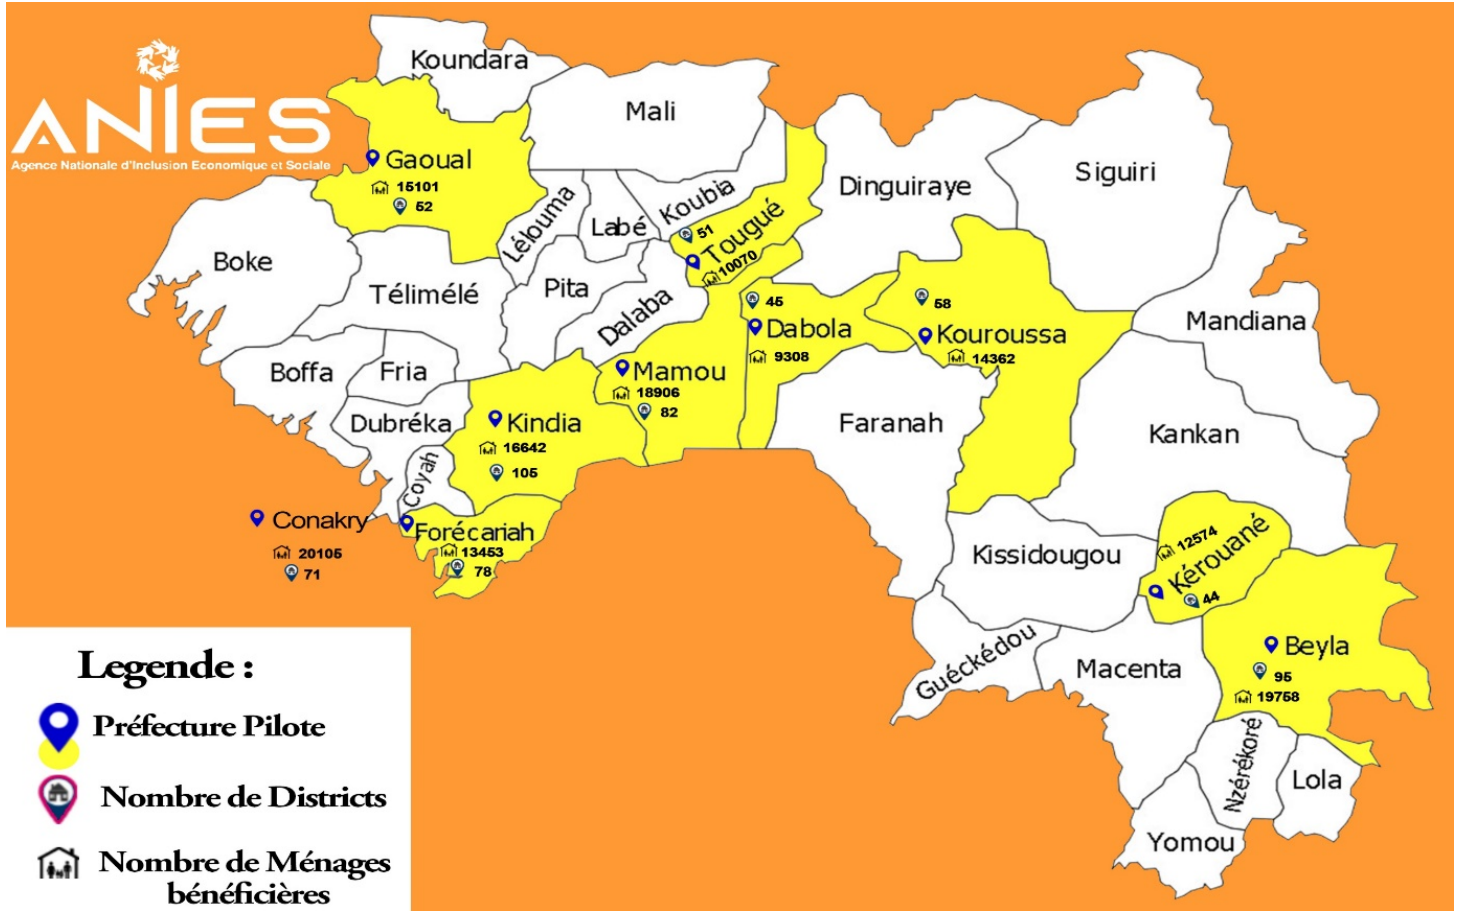 ANIES
Agence Nationale d'Inclusion Economique et Sociale
Koundara
Mali
Gaoual
15101
52
Siguiri
Dinguiraye
Koubia
Lélouma
Labé
51
Tougué
10070
Boke
Télimélé
Pita
Dalaba
45
Dabola
9308
58
Kouroussa
14362
Mandiana
Boffa
Fria
Mamou
18906
82
Dubréka
Kindia
16642
105
Faranah
Kankan
Coyah
Conakry
20105
71
Forécariah
13453
78
Kissidougou
12574
Kérouané
44
Guéckédou
Macenta
Beyla
95
19758
Nzérékoré
Lola
Yomou
Legende :
Préfecture Pilote
Nombre de Districts
Nombre de Ménages
bénéficières